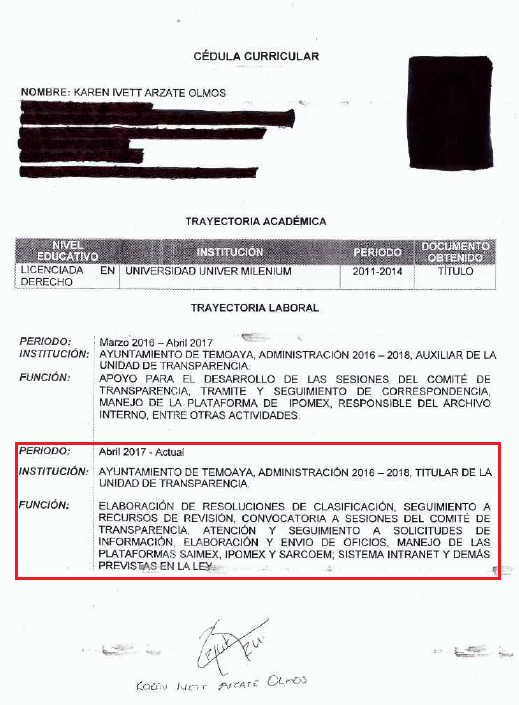 CÉDULA CURRICULAR
NOMBRE: KAREN IVETT ARZATE OLMOS
TRAYECTORIA ACADÉMICA
NIVEL EDUCATIVO INSTITUCIÓN PERIODO DOCUMENTO OBTENIDO
LICENCIADA EN DERECHO UNIVERSIDAD UNIVER MILENIUM 2011-2014 TÍTULO
TRAYECTORIA LABORAL
PERIODO: Marzo 2016 – Abril 2017
INSTITUCIÓN: AYUNTAMIENTO DE TEMOAYA, ADMINISTRACIÓN 2016 – 2018, AUXILIAR DE LA
UNIDAD DE TRANSPARENCIA.
FUNCIÓN: APOYO PARA EL DESARROLLO DE LAS SESIONES DEL COMITÉ DE
TRANSPARENCIA, TRAMITE Y SEGUIMIENTO DE CORRESPONDENCIA,
MANEJO DE LA PLATAFORMA DE IPOMEX, RESPONSIBLE DEL ARCHIVO
INTERNO, ENTRE OTRAS ACTIVIDADES.
PERIODO: Abril 2017 - Actual
INSTITUCIÓN: AYUNTAMIENTO DE TEMOAYA, ADMINISTRACIÓN 2016 – 2018, TITULAR DE LA
UNIDAD DE TRANSPARENCIA.
FUNCIÓN: ELABORACIÓN DE RESOLUCIONES DE CLASIFICACIÓN, SEGUIMIENTO A
RECURSOS DE REVISIÓN, CONVOCATORIA A SESIONES DEL COMITÉ DE
TRANSPARENCIA, ATENCIÓN Y SEGUIMIENTO A SOLICITUDES DE
INFORMACIÓN, ELABORACIÓN Y ENVIO DE OFICIOS, MANEJO DE LAS
PLATAFORMAS SAIMEX, IPOMEX Y SARCOEM; SISTEMA INTRANET Y DEMÁS
PREVISTAS EN LA LEY.
ARZATE OLMOS